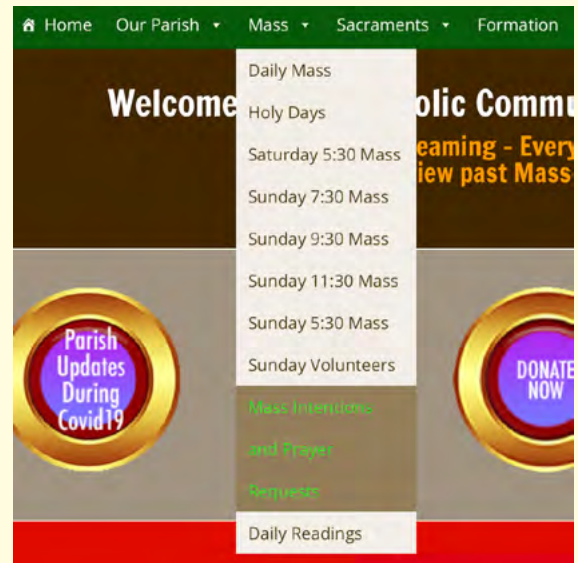 Home Our Parish Mass Sacraments Formation
Daily Mass
Holy Days
Saturday 5:30 Mass
Sunday 7:30 Mass
Sunday 9:30 Mass
Sunday 11:30 Mass
Sunday 5:30 Mass
Sunday Volunteers
Mass Intentions
and Prayer
Requests
Daily Readings
Welcome olic Commu
eaming - Every
iew past Mass
Parish
Updates
During
Covid19
DONATE
NOW